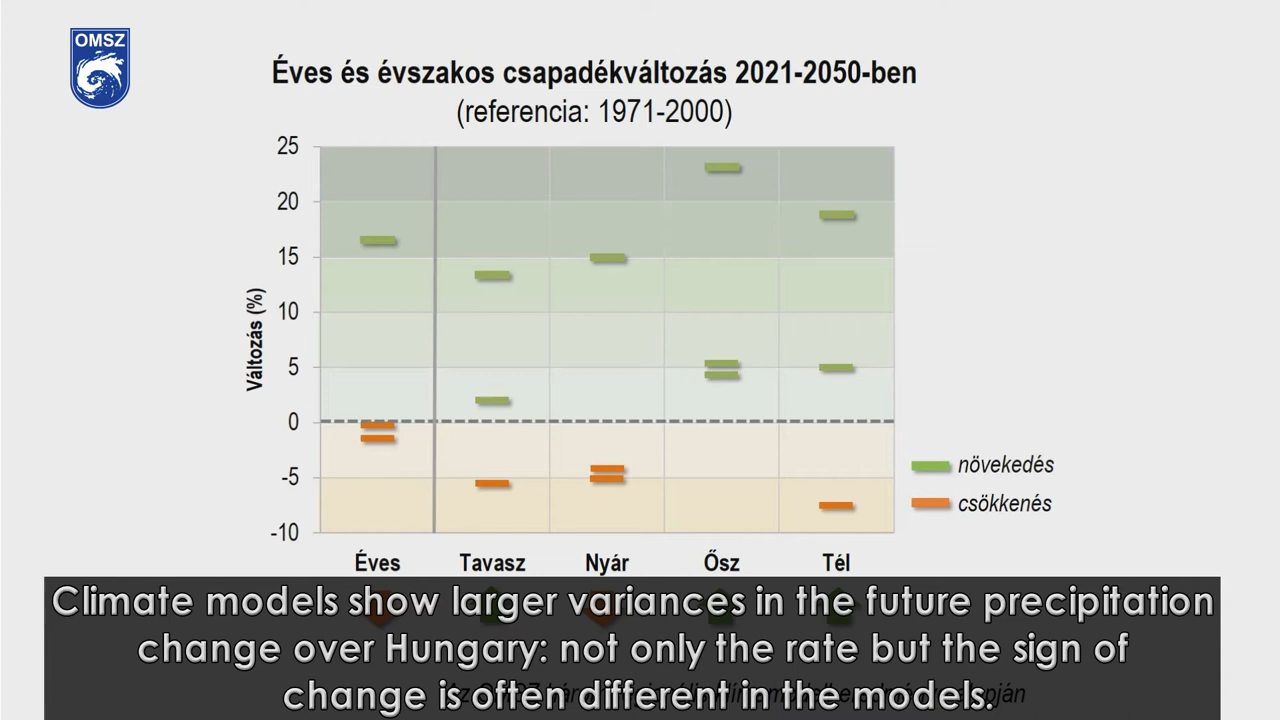 OMSZ
Éves és évszakos csapadékváltozás 2021-2050-ben
(referencia: 1971-2000)
25
20
15
10
5
0
-5
-10
Változás (%)
növekedés
csökkenés
Éves Tavasz Nyár Ősz Tél
Climate models show larger variances in the future precipitation
change over Hungary: not only the rate but the sign of
change is often different in the models.